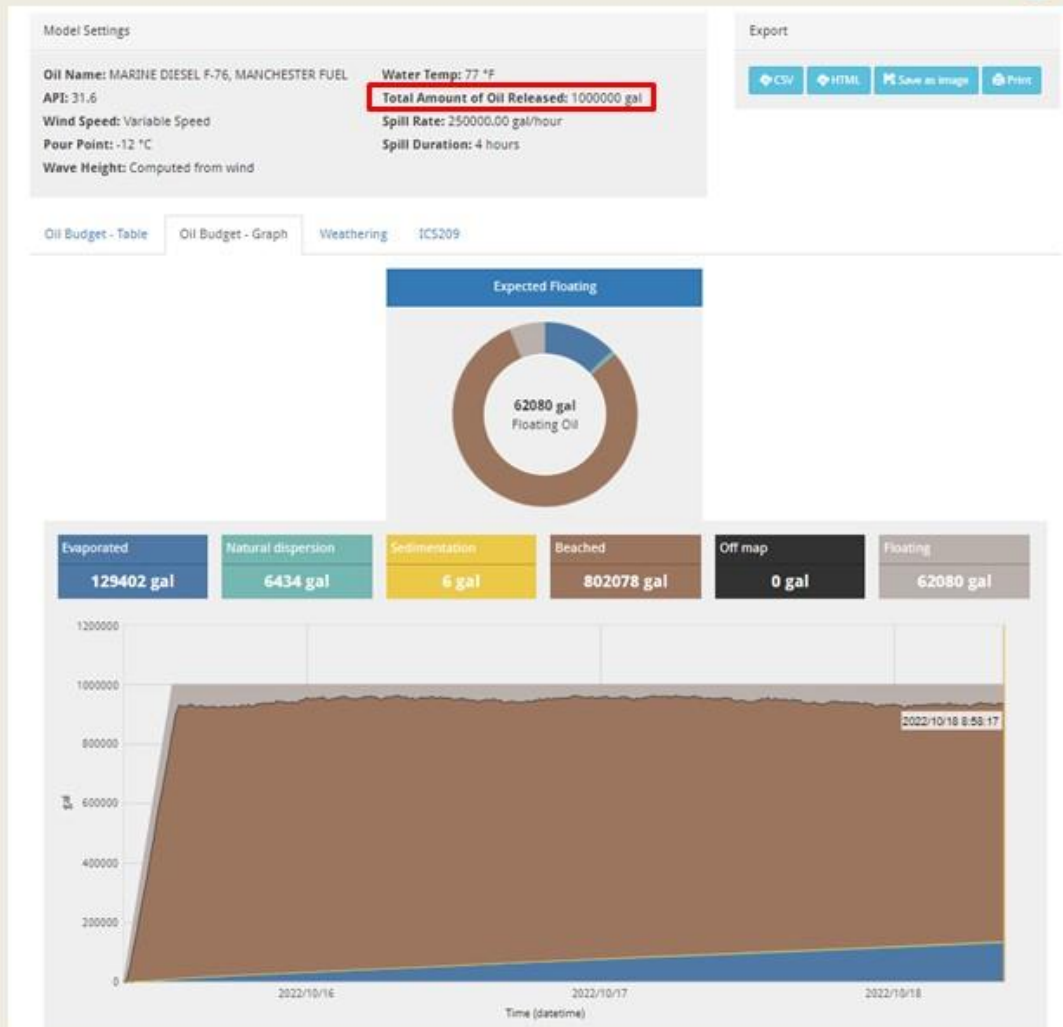 Model Settings
Export
Oil Name: MARINE DIESEL F-76, MANCHESTER FUEL
Water Temp: 77 °F
API: 31.6
Total Amount of Oil Released: 1000000 gal
Wind Speed: Variable Speed
Spill Rate: 250000.00 gal/hour
Pour Point: -12 °C
Spill Duration: 4 hours
Wave Height: Computed from wind
CSV
HTML
Save as image
Print
Oil Budget - Table
Oil Budget - Graph
Weathering
ICS209
Expected Floating
62080 gal
Floating Oil
Evaporated
129402 gal
Natural dispersion
6434 gal
Sedimentation
6 gal
Beached
802078 gal
Off map
0 gal
Floating
62080 gal
1200000
1000000
800000
600000
400000
200000
0
gal
2022/10/18 8:58:17
2022/10/16
2022/10/17
2022/10/18
Time (datetime)